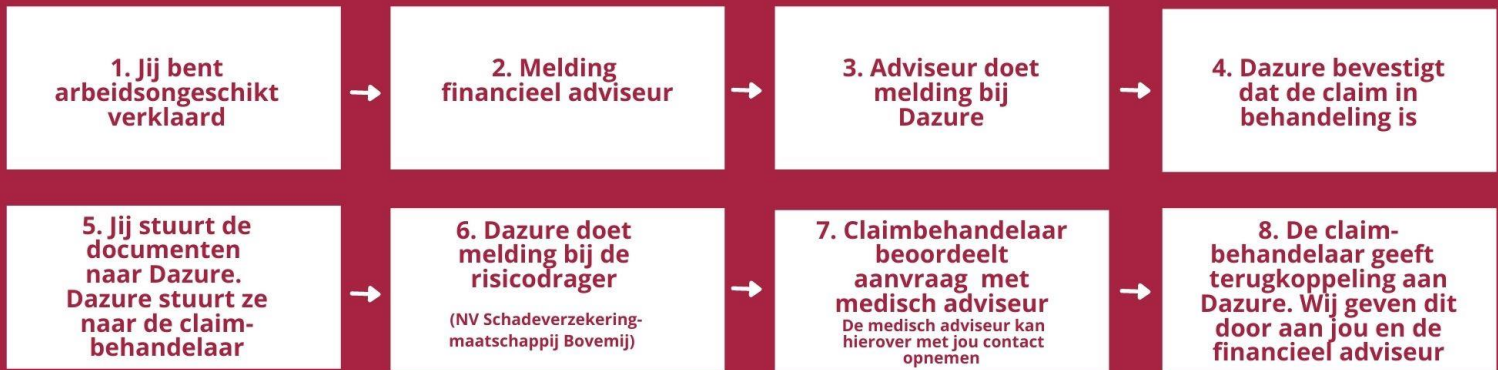 1. Jij bent
arbeidsongeschikt
verklaard
2. Melding
financieel adviseur
3. Adviseur doet
melding bij
Dazure
4. Dazure bevestigt
dat de claim in
behandeling is
5. Jij stuurt de
documenten
naar Dazure.
Dazure stuurt ze
naar de claim-
behandelaar
6. Dazure doet
melding bij de
risicodrager
(NV Schadeverzekering-
maatschappij Bovemij)
7. Claimbehandelaar
beoordeelt
aanvraag met
medisch adviseur
De medisch adviseur kan
hierover met jou contact
opnemen
8. De claim-
behandelaar geeft
terugkoppeling aan
Dazure. Wij geven dit
door aan jou en de
financieel adviseur